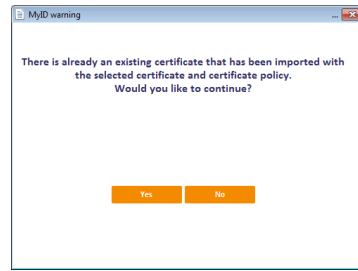 MyID warning
There is already an existing certificate that has been imported with
the selected certificate and certificate policy.
Would you like to continue?
Yes No